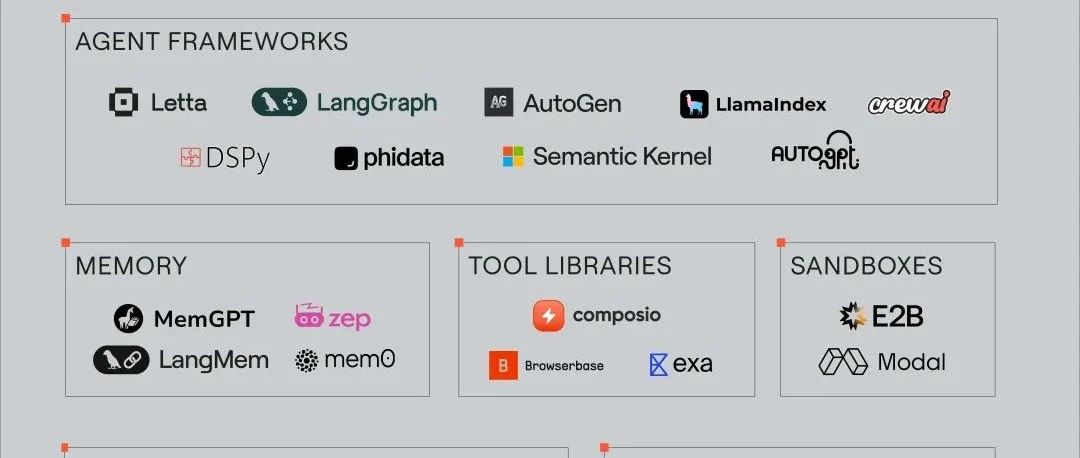 AGENT FRAMEWORKS
Letta LangGraph AG AutoGen LlamaIndex crewai
DSPy phidata Semantic Kernel AUTOgpt
MEMORY
MemGPT zep
LangMem mem0
TOOL LIBRARIES
composio
B Browserbase exa
SANDBOXES
E2B
Modal